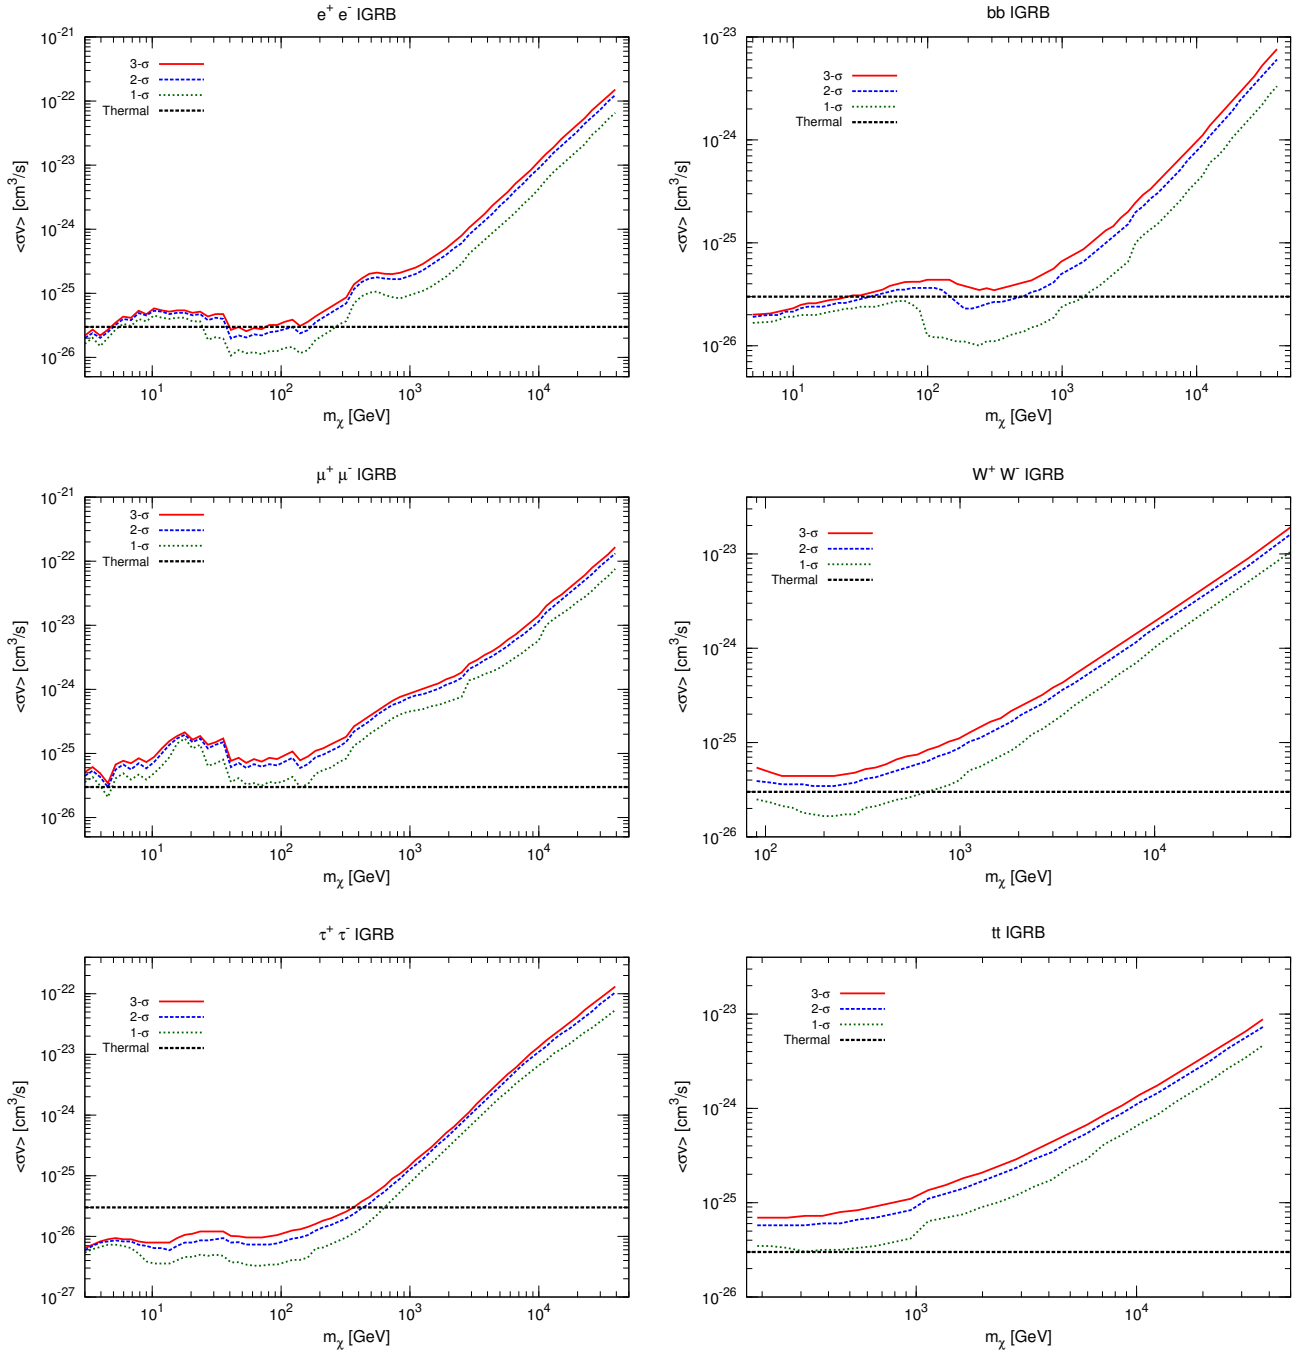 e⁺ e⁻ IGRB
<σv> [cm³/s]
10⁻²¹
10⁻²²
10⁻²³
10⁻²⁴
10⁻²⁵
10⁻²⁶
3-σ
2-σ
1-σ
Thermal
10¹ 10² 10³ 10⁴
mχ [GeV]
bb IGRB
<σv> [cm³/s]
10⁻²³
10⁻²⁴
10⁻²⁵
10⁻²⁶
3-σ
2-σ
1-σ
Thermal
10¹ 10² 10³ 10⁴
mχ [GeV]
μ⁺ μ⁻ IGRB
<σv> [cm³/s]
10⁻²¹
10⁻²²
10⁻²³
10⁻²⁴
10⁻²⁵
10⁻²⁶
3-σ
2-σ
1-σ
Thermal
10¹ 10² 10³ 10⁴
mχ [GeV]
W⁺ W⁻ IGRB
<σv> [cm³/s]
10⁻²³
10⁻²⁴
10⁻²⁵
10⁻²⁶
3-σ
2-σ
1-σ
Thermal
10² 10³ 10⁴
mχ [GeV]
τ⁺ τ⁻ IGRB
<σv> [cm³/s]
10⁻²²
10⁻²³
10⁻²⁴
10⁻²⁵
10⁻²⁶
10⁻²⁷
3-σ
2-σ
1-σ
Thermal
10¹ 10² 10³ 10⁴
mχ [GeV]
tt IGRB
<σv> [cm³/s]
10⁻²³
10⁻²⁴
10⁻²⁵
10⁻²⁶
3-σ
2-σ
1-σ
Thermal
10³ 10⁴
mχ [GeV]